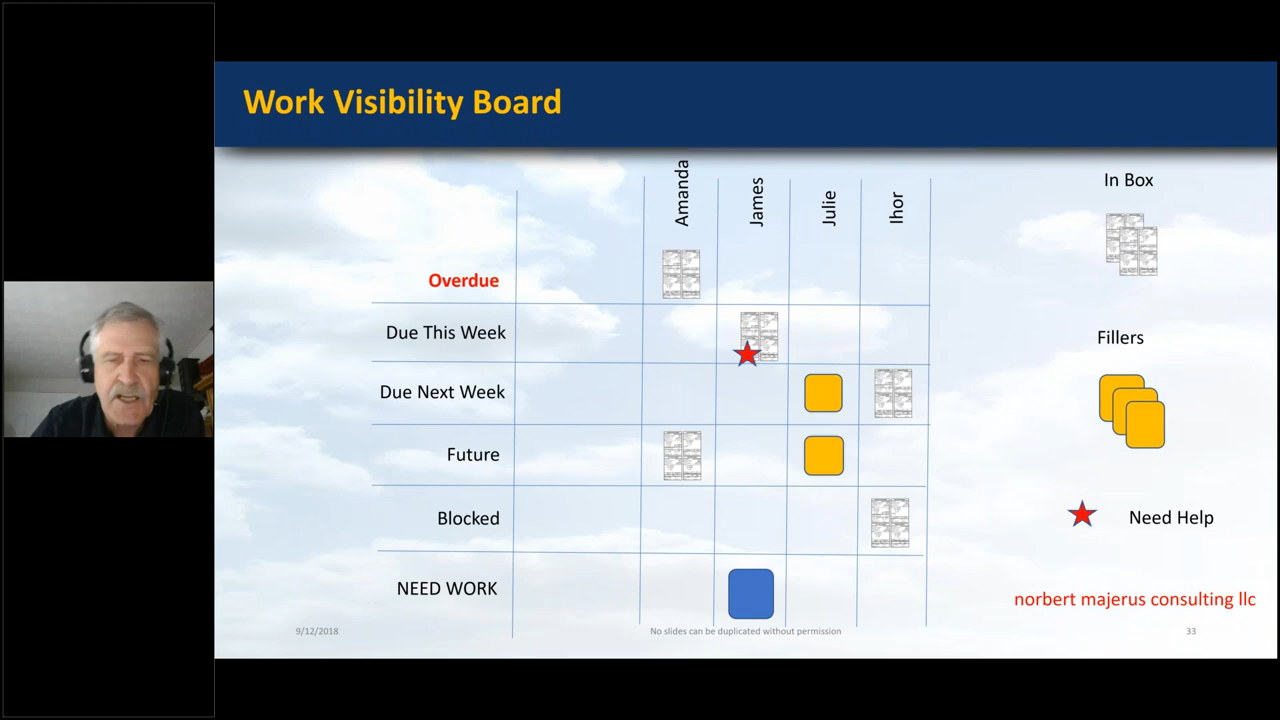 Work Visibility Board
Amanda
James
Julie
Ihor
In Box
Overdue
Due This Week
Fillers
Due Next Week
Future
Blocked
Need Help
NEED WORK
norbert majerus consulting llc
9/12/2018
No slides can be duplicated without permission
33